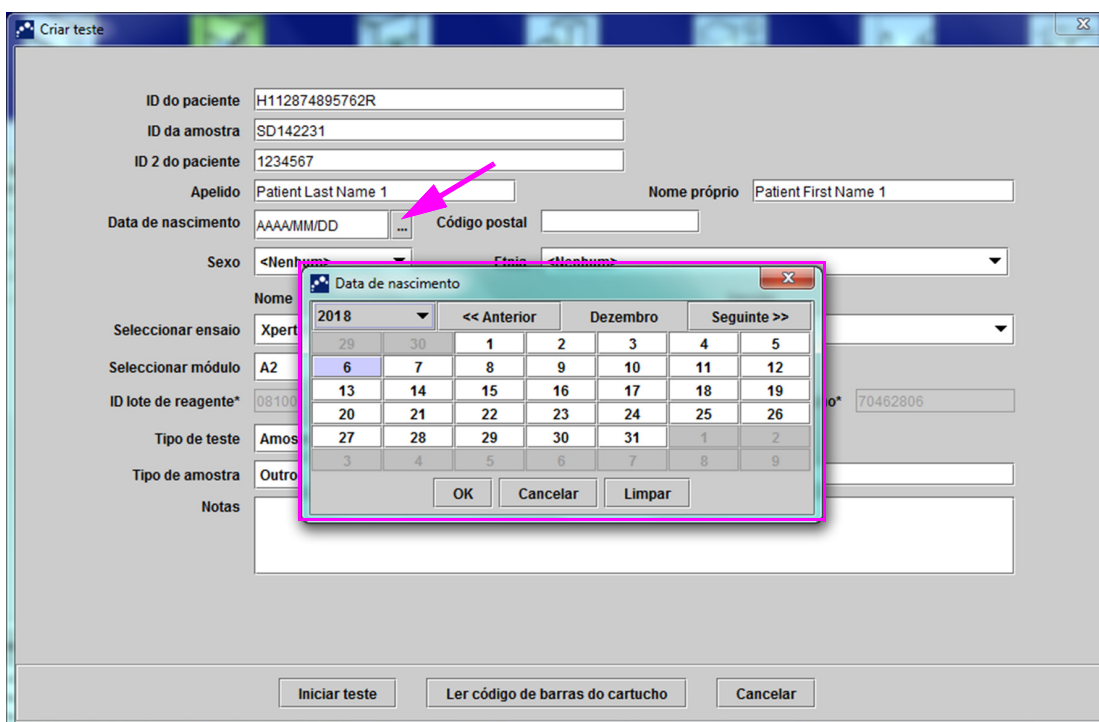 Criar teste
ID do paciente H112874895762R
ID da amostra SD142231
ID 2 do paciente 1234567
Apelido Patient Last Name 1 Nome próprio Patient First Name 1
Data de nascimento AAAA/MM/DD ... Código postal
Sexo <Nenhum> Etnia <Nenhum>
Data de nascimento
Nome
2018 << Anterior Dezembro Seguinte >>
Seleccionar ensaio Xpert
29 30 1 2 3 4 5
6 7 8 9 10 11 12
Seleccionar módulo A2
13 14 15 16 17 18 19
ID lote de reagente* 08100 70462806
20 21 22 23 24 25 26
27 28 29 30 31 1 2
Tipo de teste Amos
3 4 5 6 7 8 9
Tipo de amostra Outro
OK Cancelar Limpar
Notas
Iniciar teste Ler código de barras do cartucho Cancelar